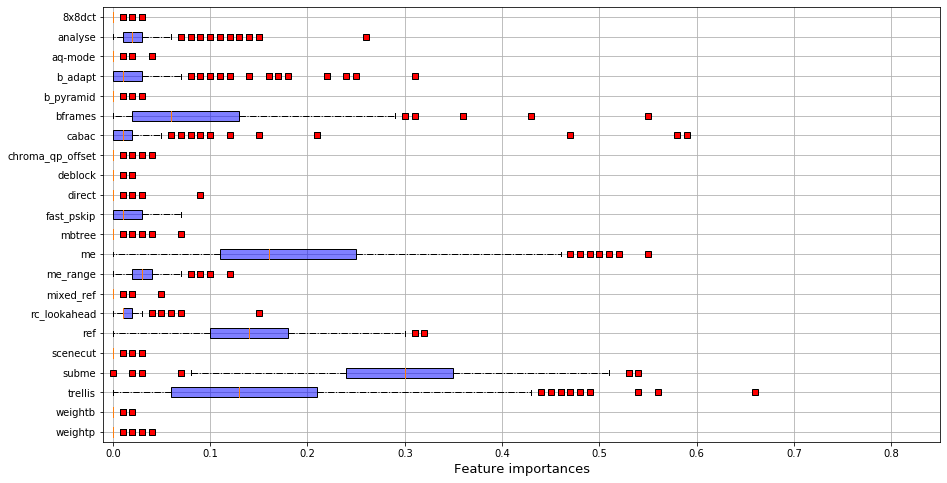 8x8dct
analyse
aq-mode
b_adapt
b_pyramid
bframes
cabac
chroma_qp_offset
deblock
direct
fast_pskip
mbtree
me
me_range
mixed_ref
rc_lookahead
ref
scenecut
subme
trellis
weightb
weightp
0.0 0.1 0.2 0.3 0.4 0.5 0.6 0.7 0.8
Feature importances